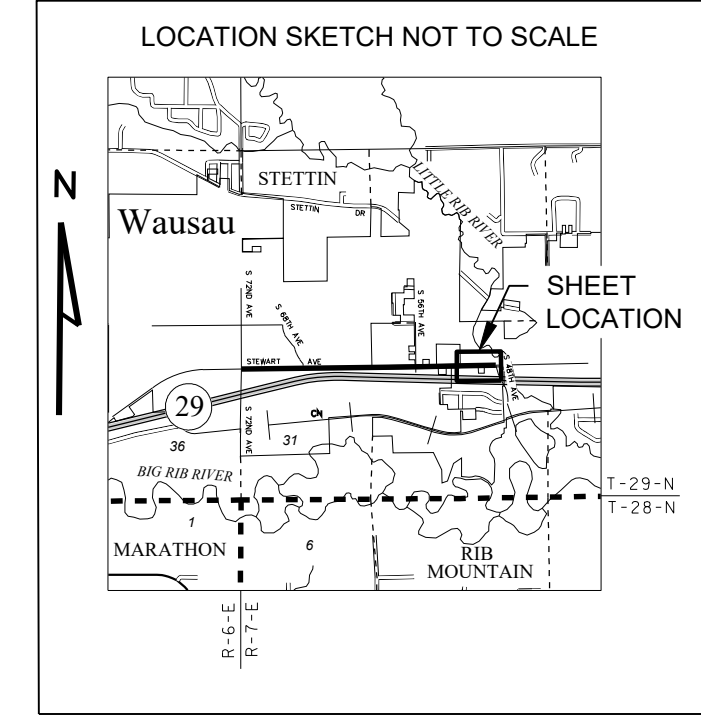 LOCATION SKETCH NOT TO SCALE
N
STETTIN
STETTIN DR
LITTLE RIB RIVER
Wausau
S 72ND AVE
S 68TH AVE
S 56TH AVE
SHEET
LOCATION
STEWART AVE
S 48TH AVE
29
S 72ND AVE
CN
36
31
BIG RIB RIVER
T-29-N
T-28-N
1
6
MARATHON
RIB
MOUNTAIN
R-6-E
R-7-E